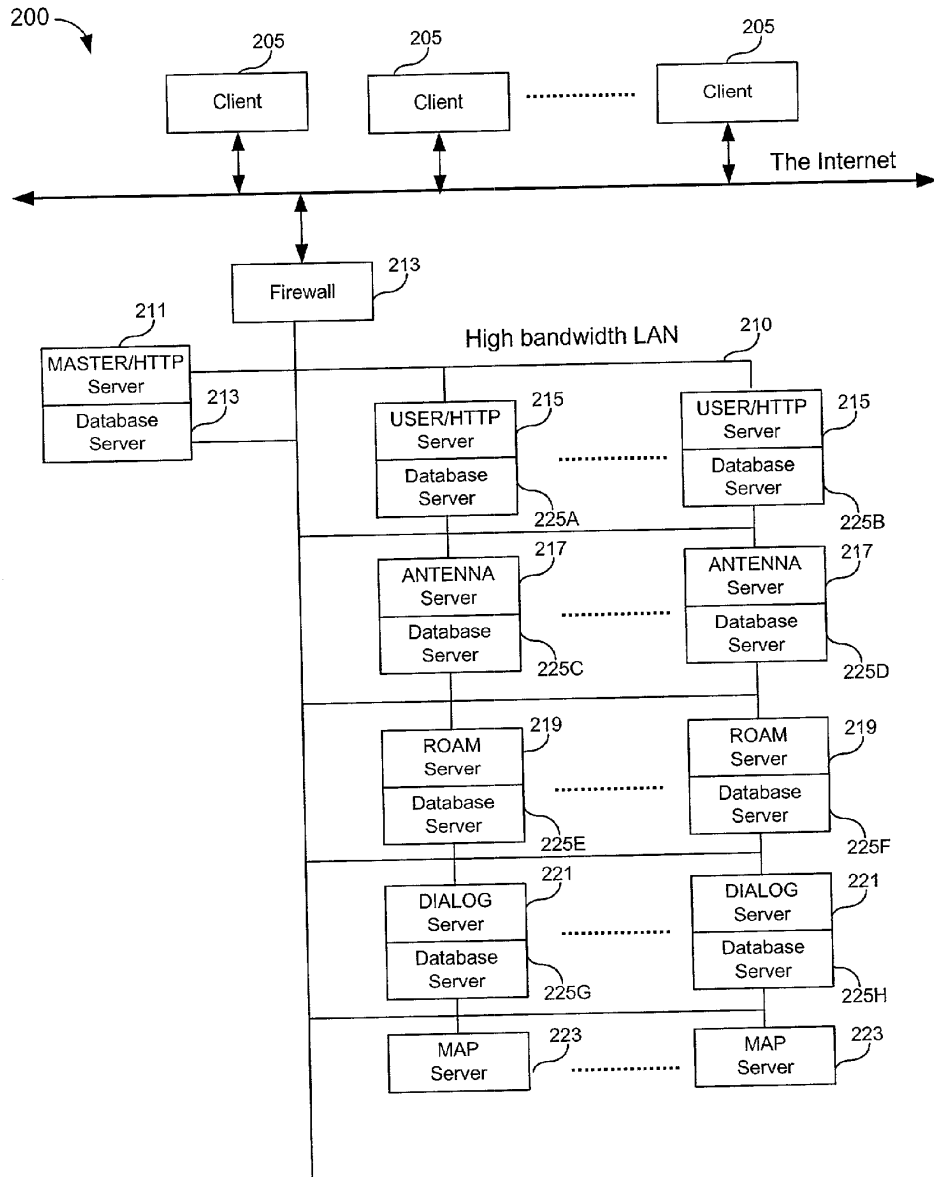 200
205
205
205
Client
Client
Client
The Internet
Firewall
213
211
High bandwidth LAN
210
MASTER/HTTP
Server
Database
Server
213
USER/HTTP
Server
Database
Server
215
225A
USER/HTTP
Server
Database
Server
215
225B
ANTENNA
Server
Database
Server
217
225C
ANTENNA
Server
Database
Server
217
225D
ROAM
Server
Database
Server
219
225E
ROAM
Server
Database
Server
219
225F
DIALOG
Server
Database
Server
221
225G
DIALOG
Server
Database
Server
221
225H
MAP
Server
223
MAP
Server
223